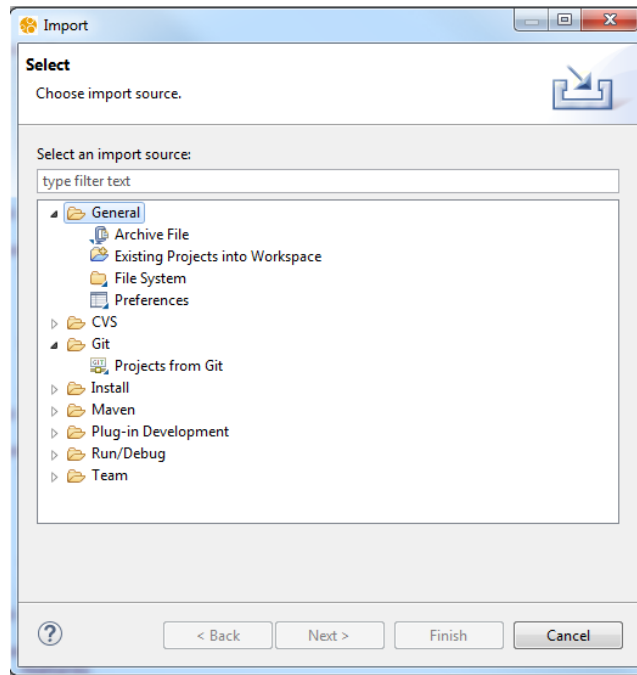 Import
Select
Choose import source.
Select an import source:
type filter text
General
Archive File
Existing Projects into Workspace
File System
Preferences
CVS
Git
GIT Projects from Git
Install
Maven
Plug-in Development
Run/Debug
Team
? < Back Next > Finish Cancel